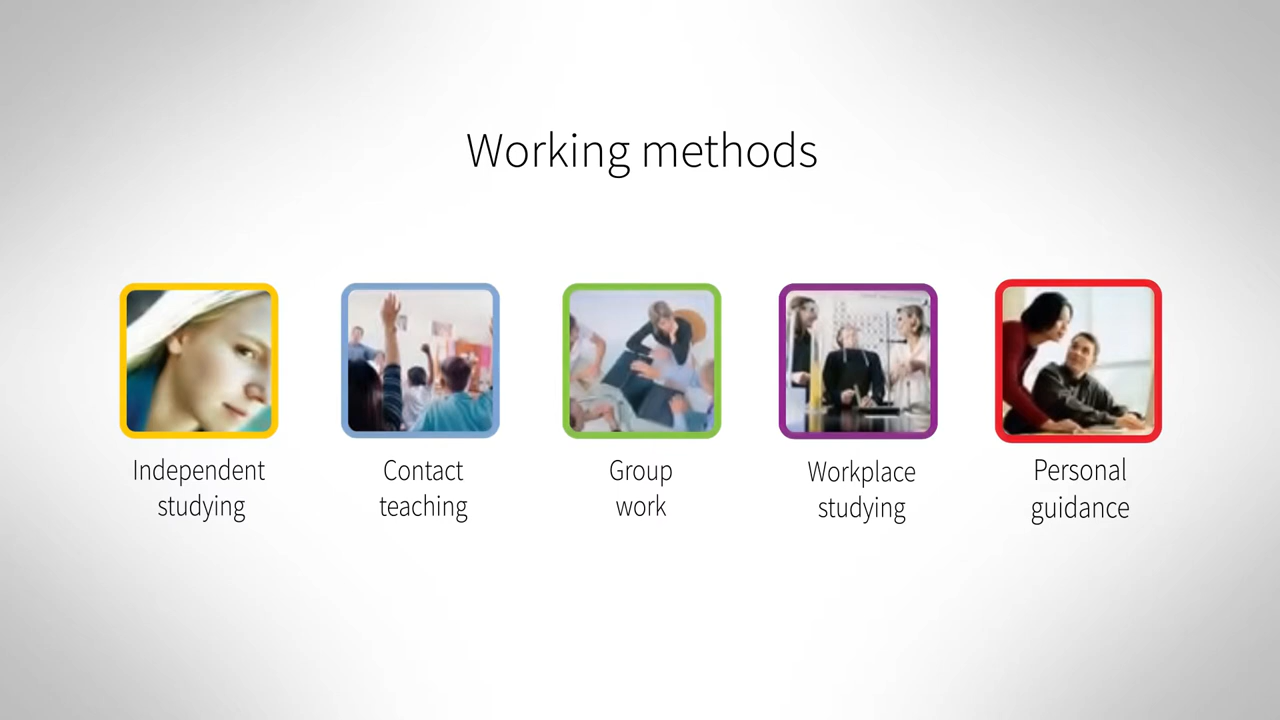 Working methods
Independent
studying
Contact
teaching
Group
work
Workplace
studying
Personal
guidance